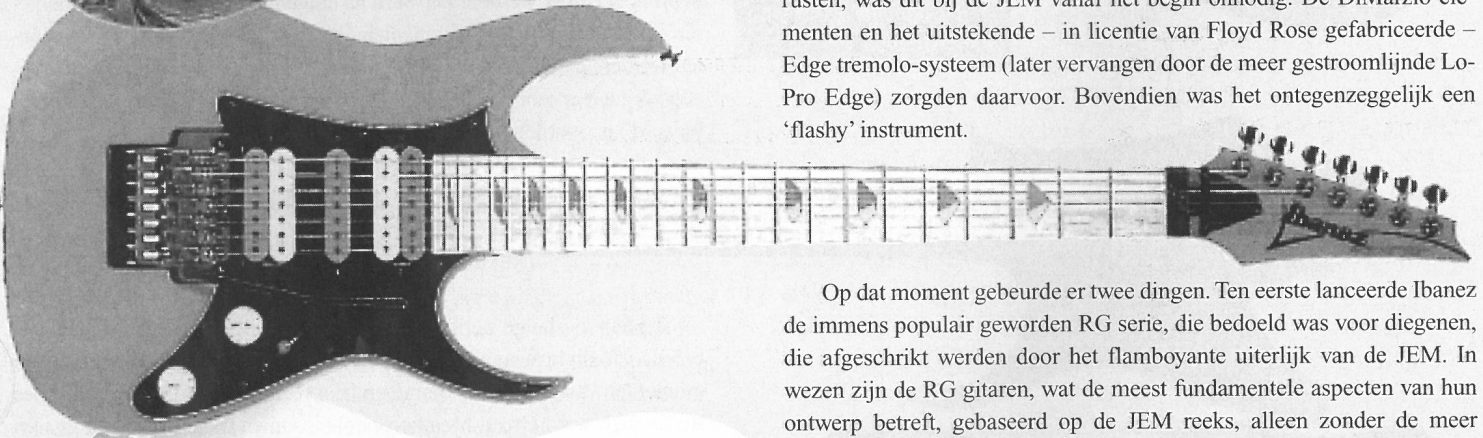 rusten, was dit bij de JEM vanaf het begin onnodig. De DiMarzio ele-
menten en het uitstekende – in licentie van Floyd Rose gefabriceerde –
Edge tremolo-systeem (later vervangen door de meer gestroomlijnde Lo-
Pro Edge) zorgden daarvoor. Bovendien was het ontegenzeggelijk een
‘flashy’ instrument.
Ibanez
Op dat moment gebeurde er twee dingen. Ten eerste lanceerde Ibanez
de immens populair geworden RG serie, die bedoeld was voor diegenen,
die afgeschrikt werden door het flamboyante uiterlijk van de JEM. In
wezen zijn de RG gitaren, wat de meest fundamentele aspecten van hun
ontwerp betreft, gebaseerd op de JEM reeks, alleen zonder de meer